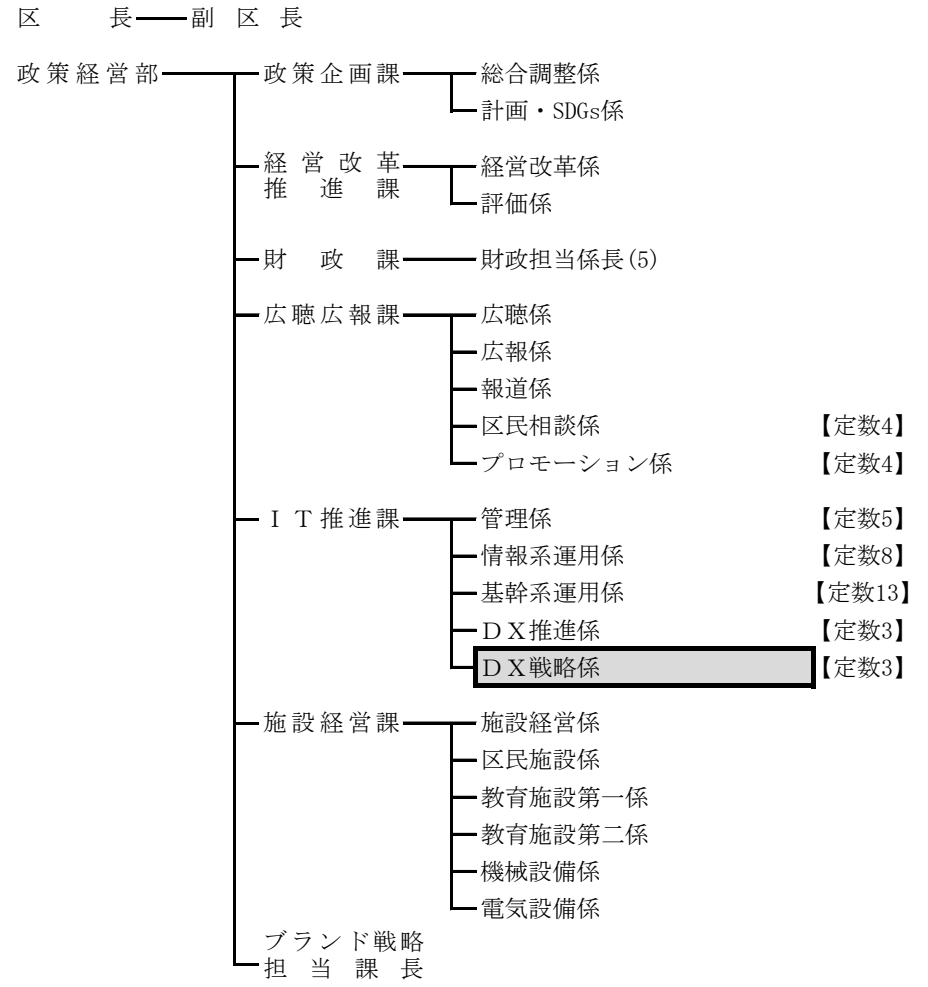 区長 副区長
政策経営部 政策企画課 総合調整係
計画・SDGs係
経営改革推進課 経営改革係
評価係
財政課 財政担当係長(5)
広聴広報課 広聴係
広報係
報道係
区民相談係 【定数4】
プロモーション係 【定数4】
ＩＴ推進課 管理係 【定数5】
情報系運用係 【定数8】
基幹系運用係 【定数13】
ＤＸ推進係 【定数3】
ＤＸ戦略係 【定数3】
施設経営課 施設経営係
区民施設係
教育施設第一係
教育施設第二係
機械設備係
電気設備係
ブランド戦略
担当課長